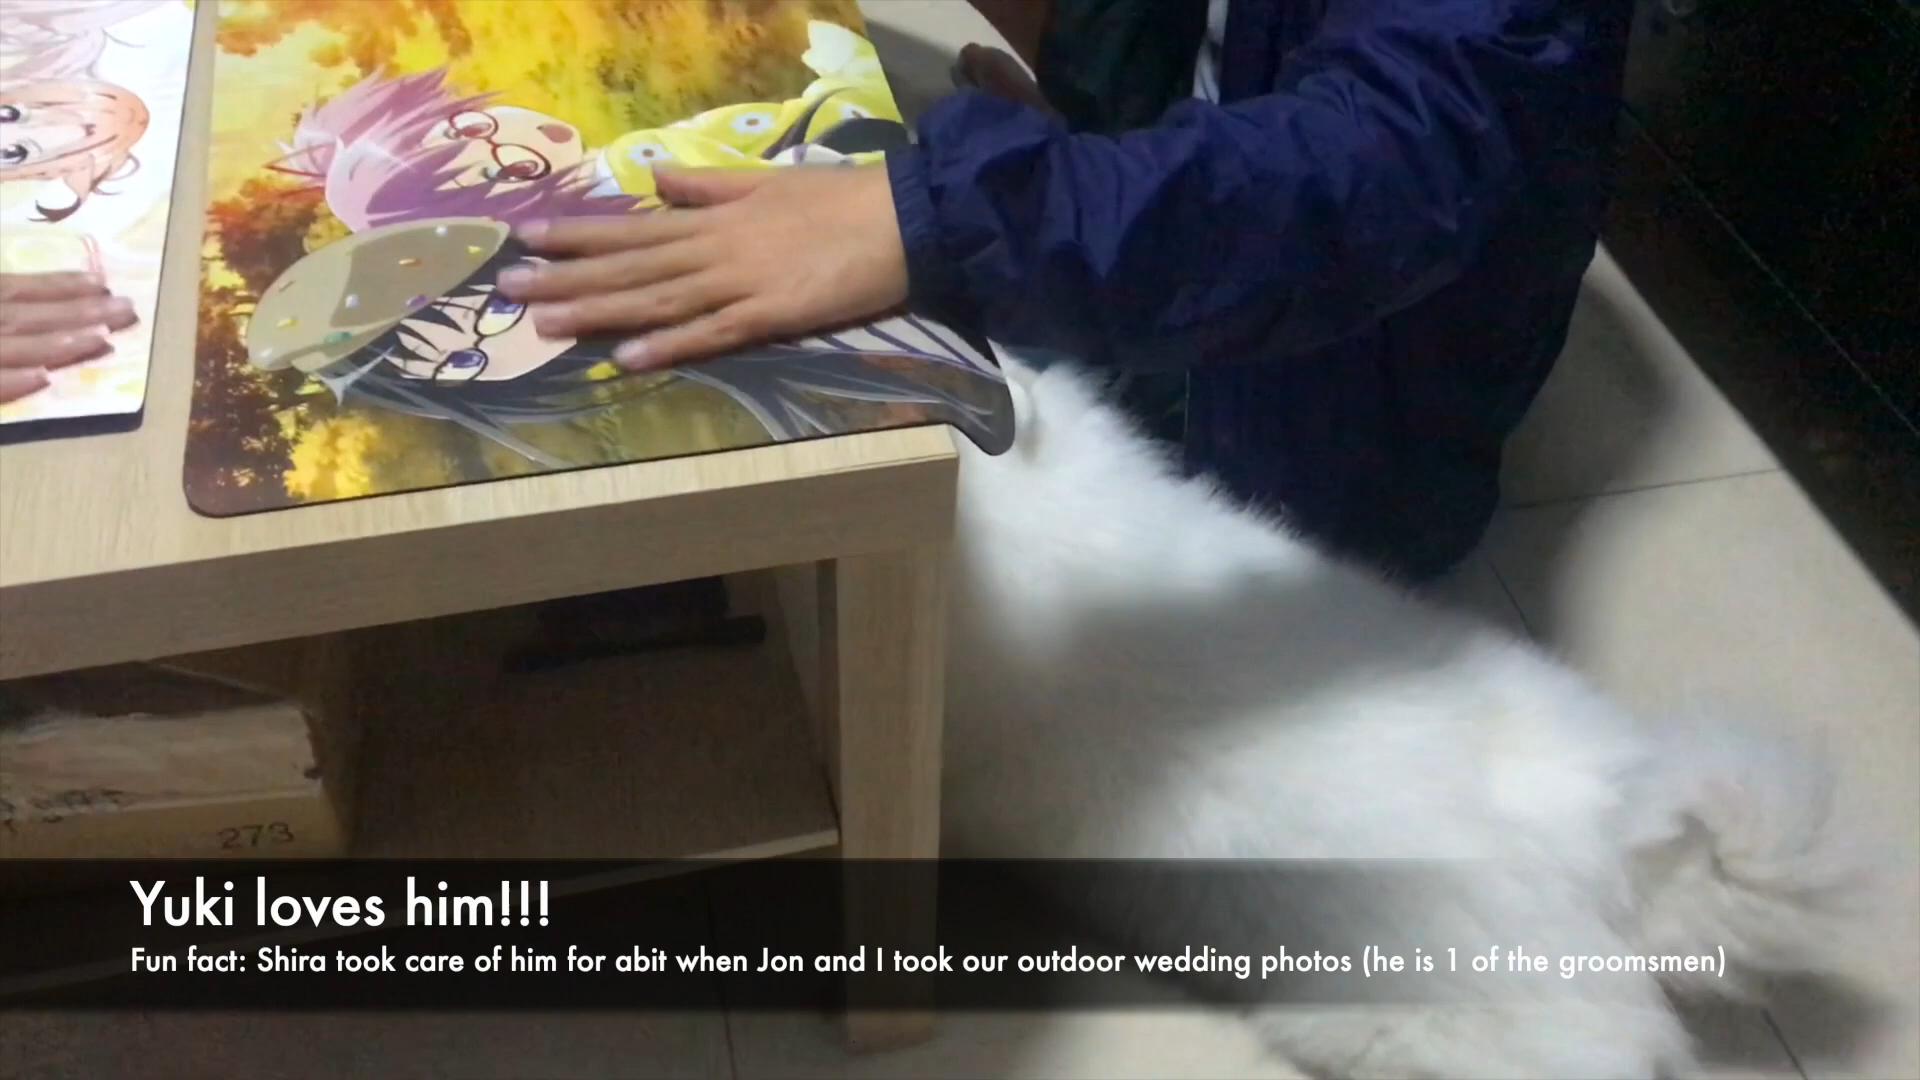 273
Yuki loves him!!!
Fun fact: Shira took care of him for abit when Jon and I took our outdoor wedding photos (he is 1 of the groomsmen)